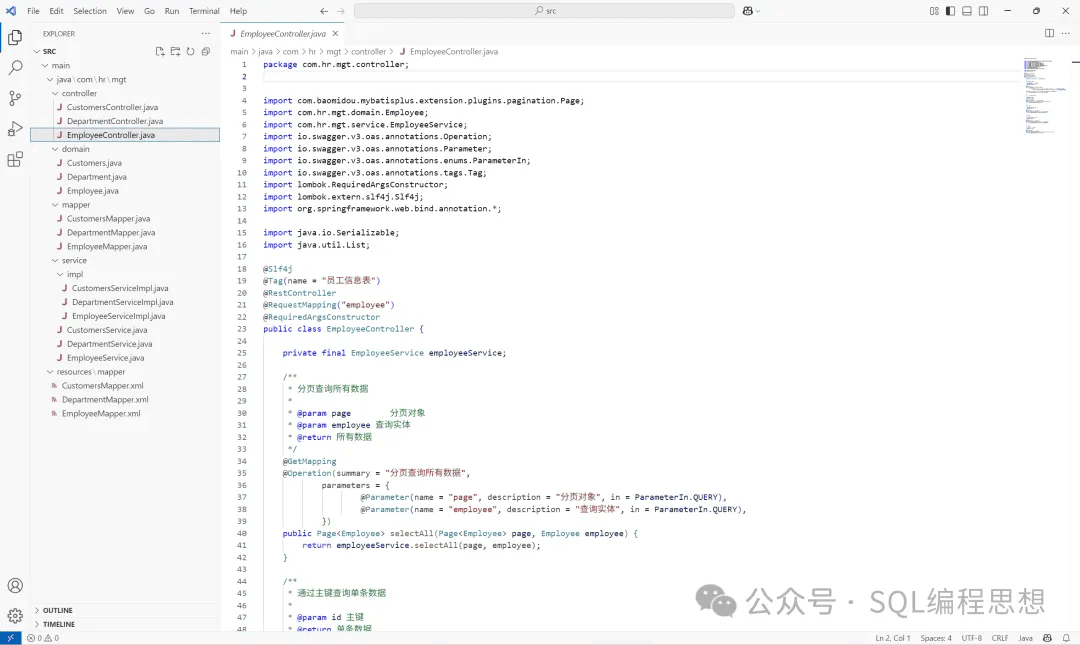 File Edit Selection View Go Run Terminal Help
src
EXPLORER
SRC
main
java\com\hr\mgt
controller
CustomersController.java
DepartmentController.java
EmployeeController.java
domain
Customers.java
Department.java
Employee.java
mapper
CustomersMapper.java
DepartmentMapper.java
EmployeeMapper.java
service
impl
CustomersServiceImpl.java
DepartmentServiceImpl.java
EmployeeServiceImpl.java
CustomersService.java
DepartmentService.java
EmployeeService.java
resources\mapper
CustomersMapper.xml
DepartmentMapper.xml
EmployeeMapper.xml
OUTLINE
TIMELINE
EmployeeController.java
main > java > com > hr > mgt > controller > EmployeeController.java
1 package com.hr.mgt.controller;
2
3
4 import com.baomidou.mybatisplus.extension.plugins.pagination.Page;
5 import com.hr.mgt.domain.Employee;
6 import com.hr.mgt.service.EmployeeService;
7 import io.swagger.v3.oas.annotations.Operation;
8 import io.swagger.v3.oas.annotations.Parameter;
9 import io.swagger.v3.oas.annotations.enums.ParameterIn;
10 import io.swagger.v3.oas.annotations.tags.Tag;
11 import lombok.RequiredArgsConstructor;
12 import lombok.extern.slf4j.Slf4j;
13 import org.springframework.web.bind.annotation.*;
14
15 import java.io.Serializable;
16 import java.util.List;
17
18 @Slf4j
19 @Tag(name = "员工信息表")
20 @RestController
21 @RequestMapping("employee")
22 @RequiredArgsConstructor
23 public class EmployeeController {
24
25 private final EmployeeService employeeService;
26
27 /**
28 * 分页查询所有数据
29 *
30 * @param page 分页对象
31 * @param employee 查询实体
32 * @return 所有数据
33 */
34 @GetMapping
35 @Operation(summary = "分页查询所有数据",
36 parameters = {
37 @Parameter(name = "page", description = "分页对象", in = ParameterIn.QUERY),
38 @Parameter(name = "employee", description = "查询实体", in = ParameterIn.QUERY),
39 })
40 public Page<Employee> selectAll(Page<Employee> page, Employee employee) {
41 return employeeService.selectAll(page, employee);
42 }
43
44 /**
45 * 通过主键查询单条数据
46 *
47 * @param id 主键
48 * @return 单条数据
公众号 · SQL编程思想
0 0
Ln 2, Col 1 Spaces: 4 UTF-8 CRLF Java